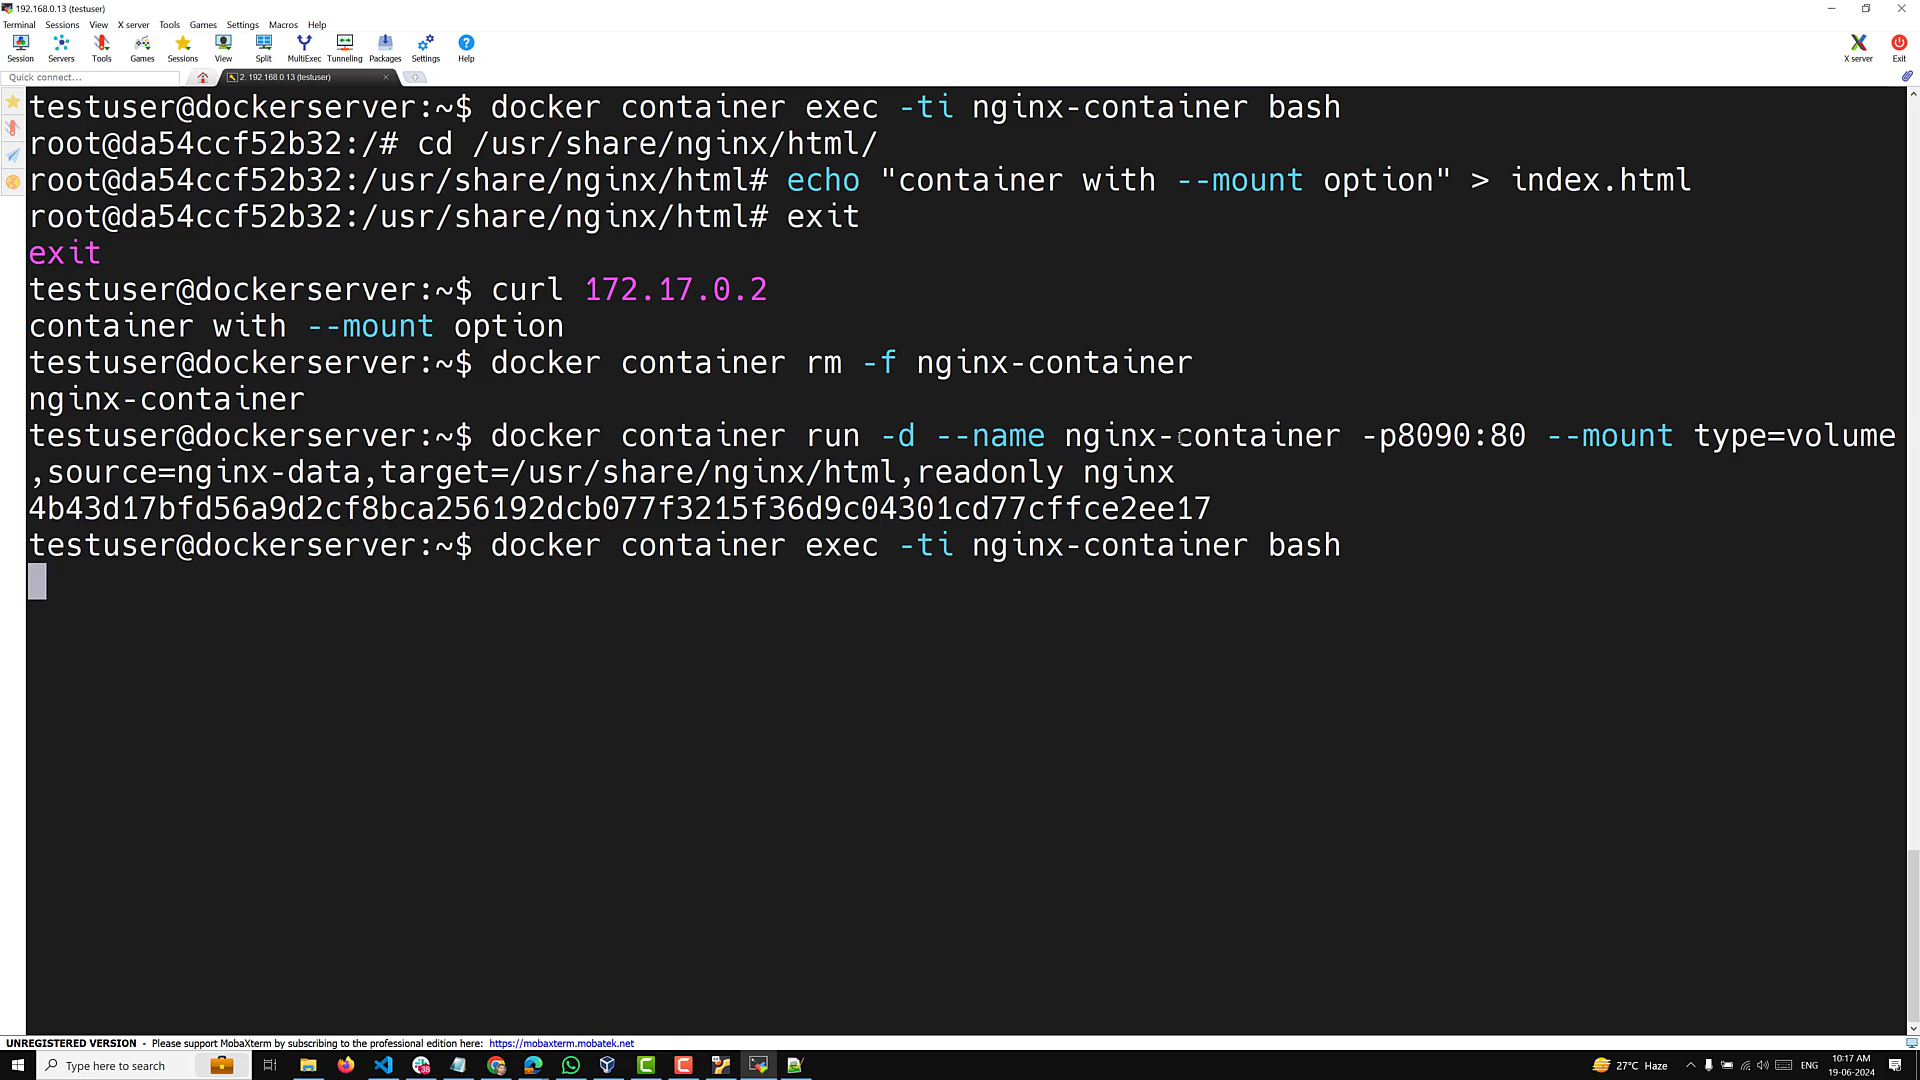 192.168.0.13 (testuser)
Terminal Sessions View X server Tools Games Settings Macros Help
Session Servers Tools Games Sessions View Split MultiExec Tunneling Packages Settings Help X server Exit
Quick connect... 2. 192.168.0.13 (testuser)
testuser@dockerserver:~$ docker container exec -ti nginx-container bash
root@da54ccf52b32:/# cd /usr/share/nginx/html/
root@da54ccf52b32:/usr/share/nginx/html# echo "container with --mount option" > index.html
root@da54ccf52b32:/usr/share/nginx/html# exit
exit
testuser@dockerserver:~$ curl 172.17.0.2
container with --mount option
testuser@dockerserver:~$ docker container rm -f nginx-container
nginx-container
testuser@dockerserver:~$ docker container run -d --name nginx-container -p8090:80 --mount type=volume
,source=nginx-data,target=/usr/share/nginx/html,readonly nginx
4b43d17bfd56a9d2cf8bca256192dcb077f3215f36d9c04301cd77cffce2ee17
testuser@dockerserver:~$ docker container exec -ti nginx-container bash
UNREGISTERED VERSION - Please support MobaXterm by subscribing to the professional edition here: https://mobaxterm.mobatek.net
Type here to search 27°C Haze ENG 10:17 AM
19-06-2024